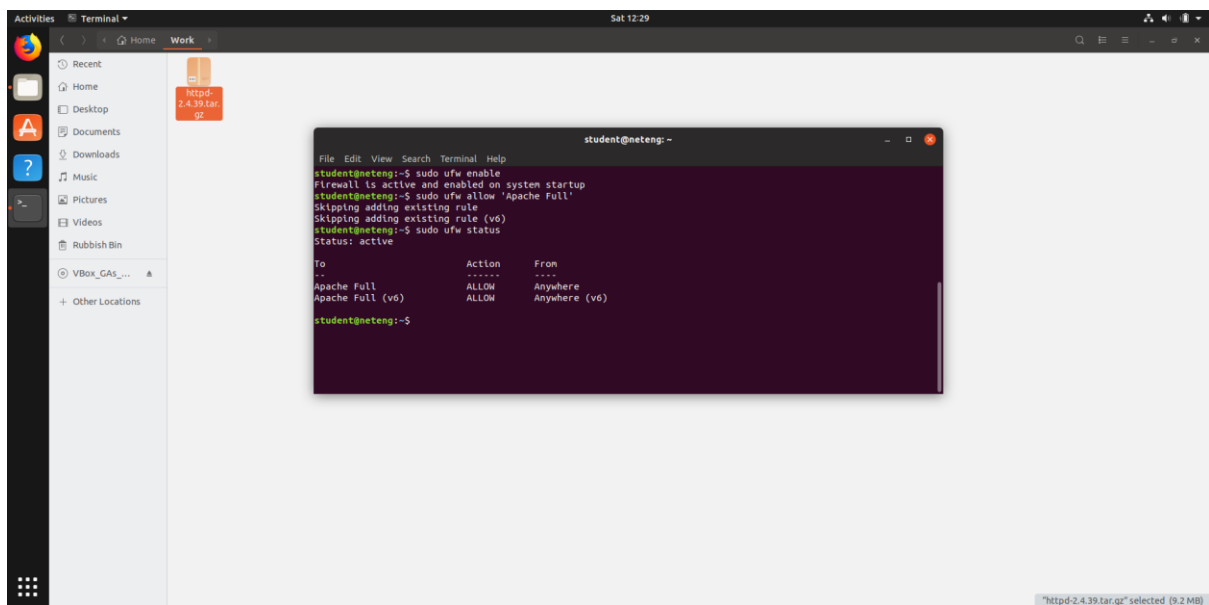 Activities Terminal Sat 12:29
Home Work
Recent
Home
Desktop
Documents
Downloads
Music
Pictures
Videos
Rubbish Bin
VBox_GAs_...
+ Other Locations
httpd-
2.4.39.tar.
gz
student@neteng: ~
File Edit View Search Terminal Help
student@neteng:~$ sudo ufw enable
Firewall is active and enabled on system startup
student@neteng:~$ sudo ufw allow 'Apache Full'
Skipping adding existing rule
Skipping adding existing rule (v6)
student@neteng:~$ sudo ufw status
Status: active
To Action From
-- ------ ----
Apache Full ALLOW Anywhere
Apache Full (v6) ALLOW Anywhere (v6)
student@neteng:~$
"httpd-2.4.39.tar.gz" selected (9.2 MB)